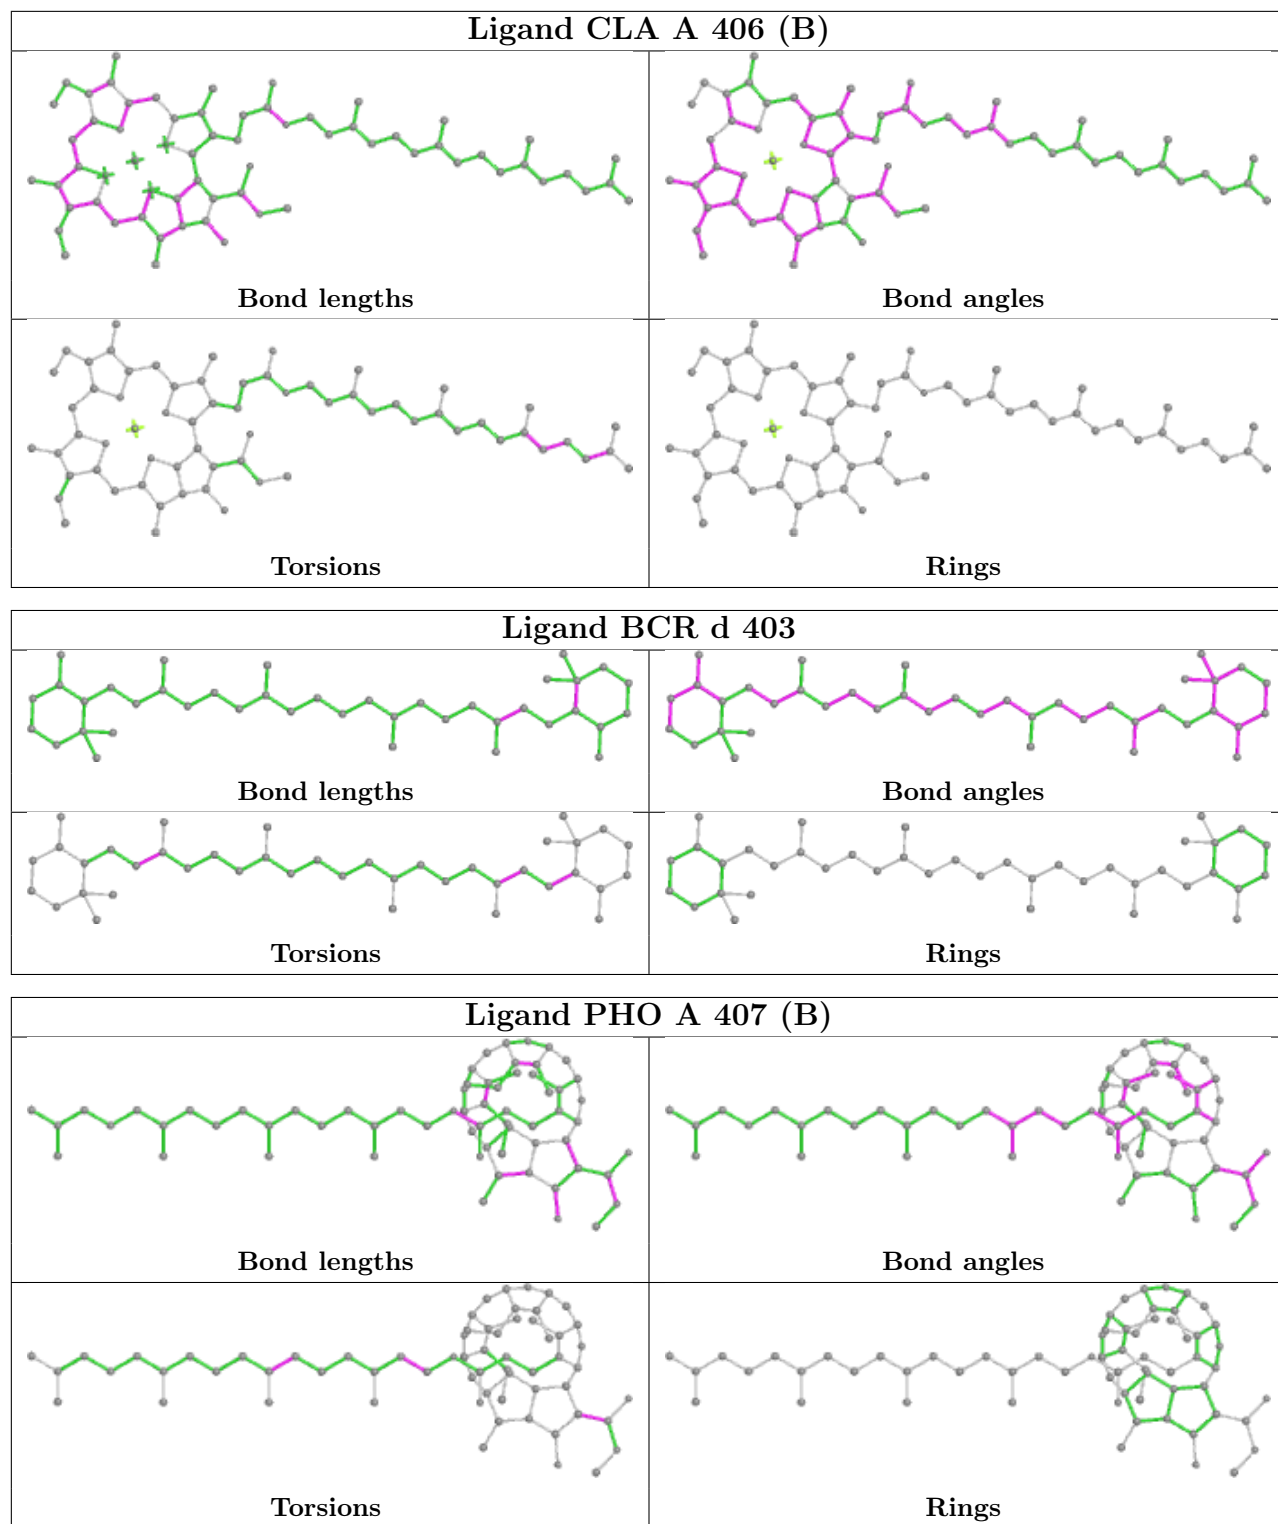 Ligand CLA A 406 (B)
Bond lengths
Bond angles
Torsions
Rings
Ligand BCR d 403
Bond lengths
Bond angles
Torsions
Rings
Ligand PHO A 407 (B)
Bond lengths
Bond angles
Torsions
Rings